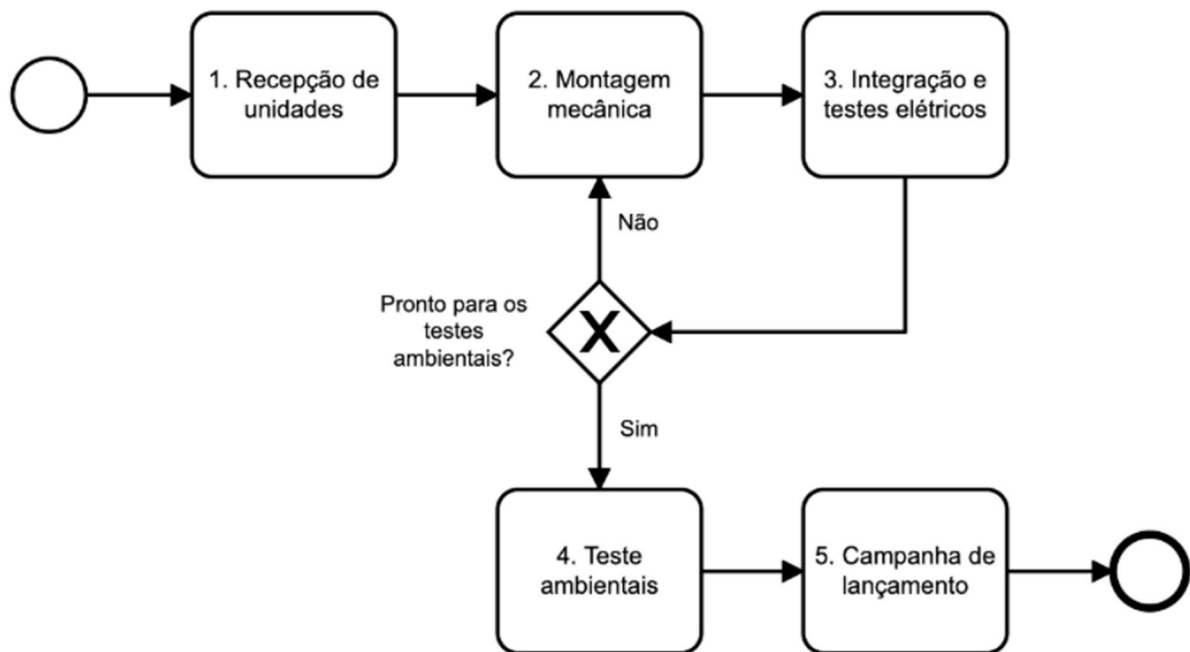 1. Recepção de
unidades
2. Montagem
mecânica
3. Integração e
testes elétricos
Não
Pronto para os
testes
ambientais?
X
Sim
4. Teste
ambientais
5. Campanha de
lançamento